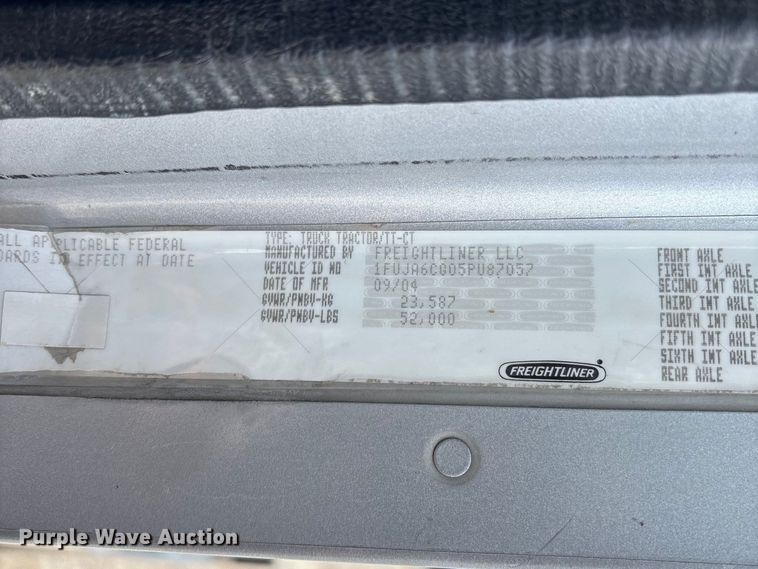 ALL APPLICABLE FEDERAL
DARDS IN EFFECT AT DATE
TYPE: TRUCK TRACTOR/TT-CT
MANUFACTURED BY FREIGHTLINER LLC
VEHICLE ID NO 1FUJA6CG05PU87057
DATE OF MFR 09/04
GVWR/PNBV-KG 23,587
GVWR/PNBV-LBS 52,000
FREIGHTLINER
FRONT AXLE
FIRST INT AXLE
SECOND INT AXLE
THIRD INT AXLE
FOURTH INT AXLE
FIFTH INT AXLE
SIXTH INT AXLE
REAR AXLE
Purple Wave Auction